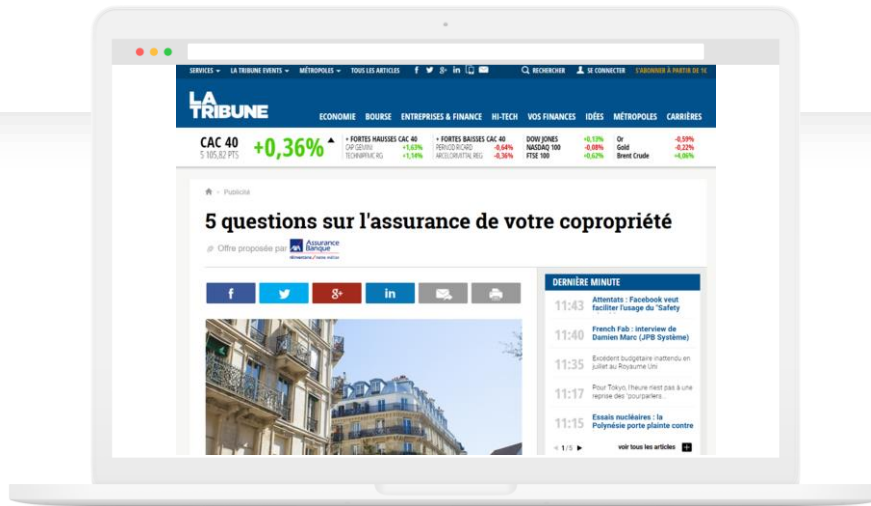 SERVICES LA TRIBUNE EVENTS MÉTROPOLES TOUS LES ARTICLES RECHERCHER SE CONNECTER S'ABONNER À PARTIR DE 1€
LA TRIBUNE
ECONOMIE BOURSE ENTREPRISES & FINANCE HI-TECH VOS FINANCES IDÉES MÉTROPOLES CARRIÈRES
CAC 40
5 105,82 PTS
+0,36%
+ FORTES HAUSSES CAC 40
CAP GEMINI +1,63%
TECHNIPFMC RG +1,14%
+ FORTES BAISSES CAC 40
PERNOD RICARD -0,64%
ARCELORMITTAL REG -0,36%
DOW JONES +0,13%
NASDAQ 100 -0,08%
FTSE 100 +0,62%
Or -0,59%
Gold -0,22%
Brent Crude +0,06%
Publicité
5 questions sur l'assurance de votre copropriété
Offre proposée par AXA Assurance Banque
DERNIÈRE MINUTE
11:43 Attentats : Facebook veut
faciliter l'usage du "Safety
11:40 French Fab : interview de
Damien Marc (JPB Système)
11:35 Excédent budgétaire inattendu en
juillet au Royaume Uni
11:17 Pour Tokyo, l'heure n'est pas à une
reprise des "pourparlers...
11:15 Essais nucléaires : la
Polynésie porte plainte contre
1/5 voir tous les articles